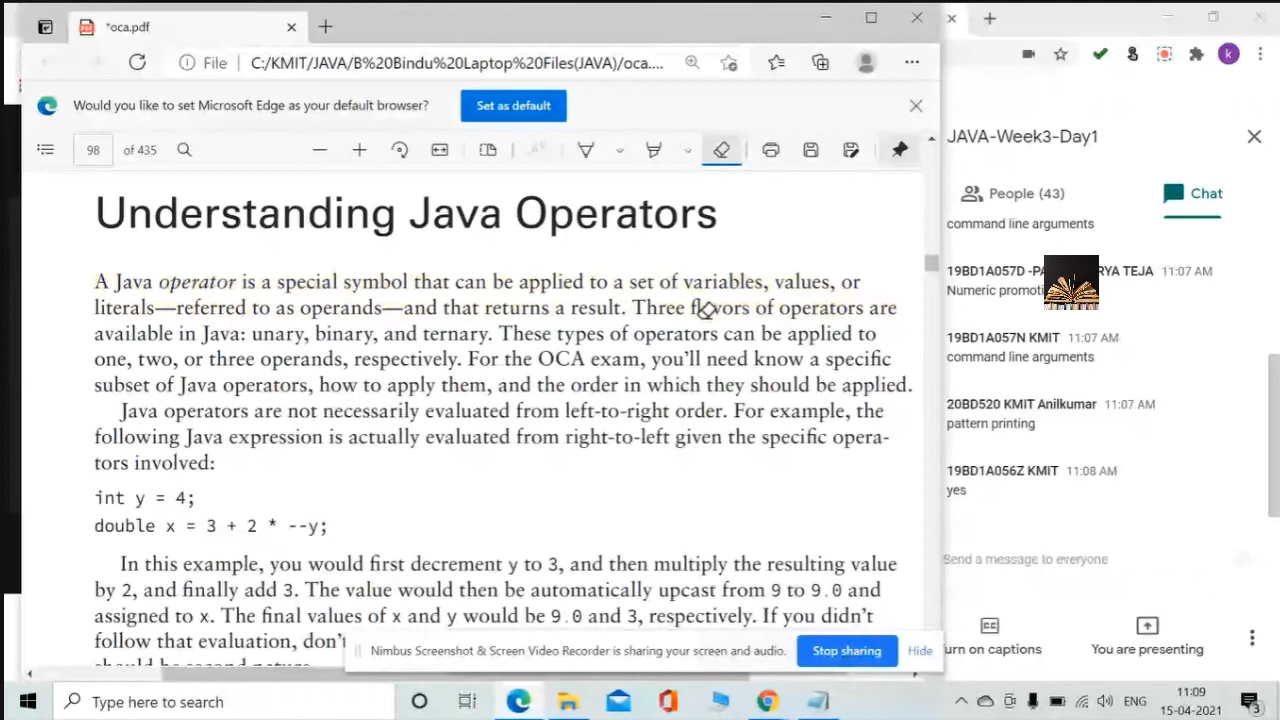 *oca.pdf
File
C:/KMIT/JAVA/B%20Bindu%20Laptop%20Files(JAVA)/oca....
Would you like to set Microsoft Edge as your default browser?
Set as default
98
of 435
Understanding Java Operators
A Java operator is a special symbol that can be applied to a set of variables, values, or
literals—referred to as operands—and that returns a result. Three flavors of operators are
available in Java: unary, binary, and ternary. These types of operators can be applied to
one, two, or three operands, respectively. For the OCA exam, you'll need know a specific
subset of Java operators, how to apply them, and the order in which they should be applied.
Java operators are not necessarily evaluated from left-to-right order. For example, the
following Java expression is actually evaluated from right-to-left given the specific opera-
tors involved:
int y = 4;
double x = 3 + 2 * --y;
In this example, you would first decrement y to 3, and then multiply the resulting value
by 2, and finally add 3. The value would then be automatically upcast from 9 to 9.0 and
assigned to x. The final values of x and y would be 9.0 and 3, respectively. If you didn't
follow that evaluation, don't
should be second nature
Nimbus Screenshot & Screen Video Recorder is sharing your screen and audio.
Stop sharing
Hide
k
JAVA-Week3-Day1
People (43)
Chat
command line arguments
19BD1A057D -PA RYA TEJA
11:07 AM
Numeric promoti
19BD1A057N KMIT
11:07 AM
command line arguments
20BD520 KMIT Anilkumar
11:07 AM
pattern printing
19BD1A056Z KMIT
11:08 AM
yes
Send a message to everyone
urn on captions
You are presenting
Type here to search
ENG
11:09
15-04-2021
3